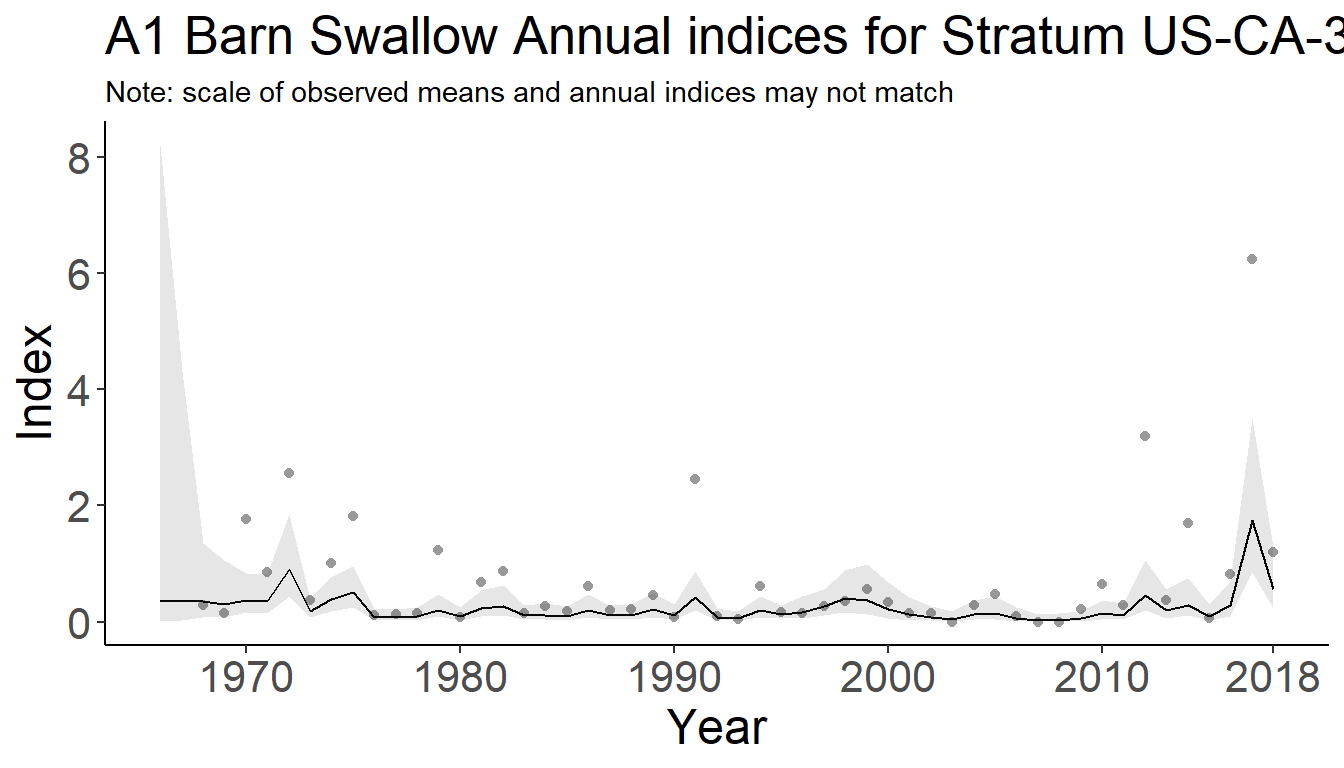 A1 Barn Swallow Annual indices for Stratum US-CA-3
Note: scale of observed means and annual indices may not match
8
6
4
2
0
Index
1970 1980 1990 2000 2010 2018
Year